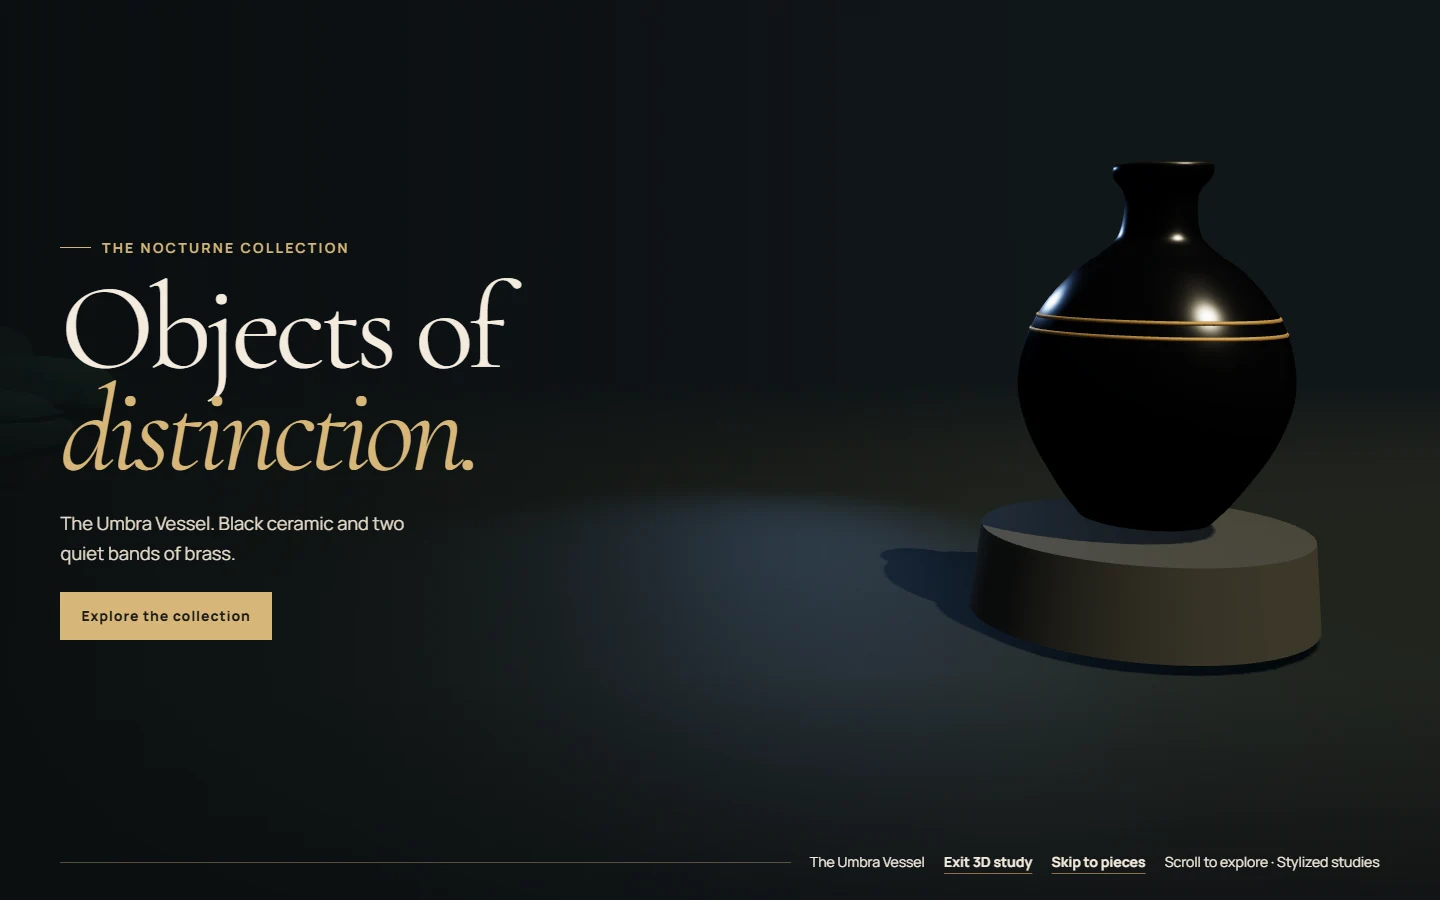 THE NOCTURNE COLLECTION
Objects of
distinction.
The Umbra Vessel. Black ceramic and two
quiet bands of brass.
Explore the collection
The Umbra Vessel Exit 3D study Skip to pieces Scroll to explore · Stylized studies